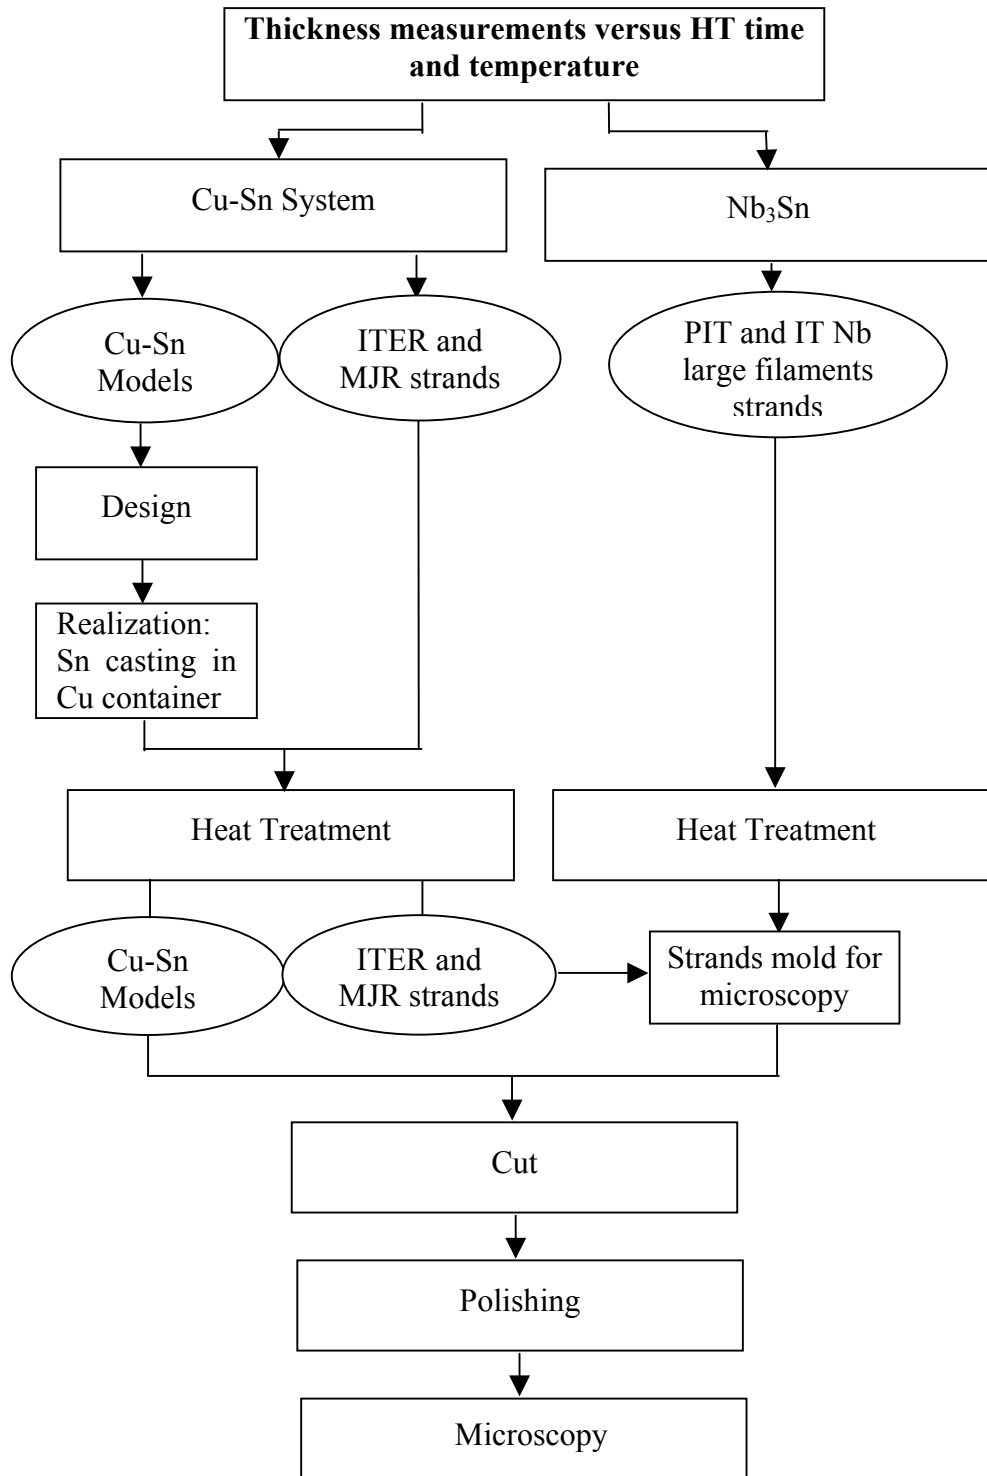 Thickness measurements versus HT time
and temperature
Cu-Sn System
Nb₃Sn
Cu-Sn
Models
ITER and
MJR strands
PIT and IT Nb
large filaments
strands
Design
Realization:
Sn casting in
Cu container
Heat Treatment
Heat Treatment
Cu-Sn
Models
ITER and
MJR strands
Strands mold for
microscopy
Cut
Polishing
Microscopy